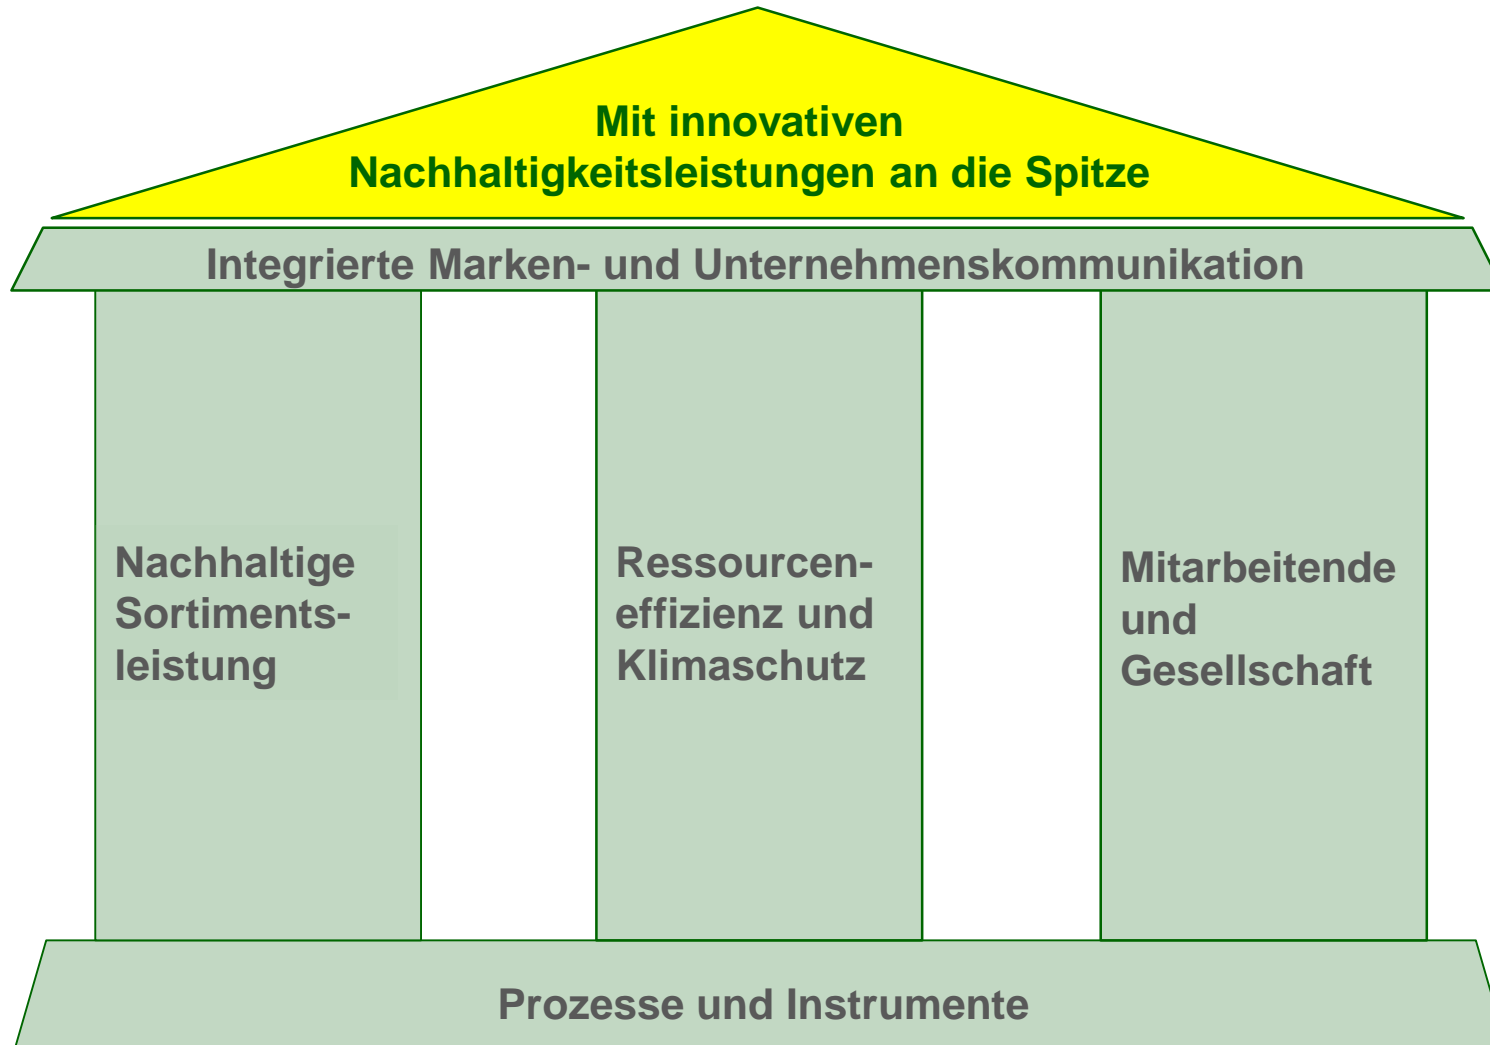 Mit innovativen
Nachhaltigkeitsleistungen an die Spitze
Integrierte Marken- und Unternehmenskommunikation
Nachhaltige
Sortiments-
leistung
Ressourcen-
effizienz und
Klimaschutz
Mitarbeitende
und
Gesellschaft
Prozesse und Instrumente